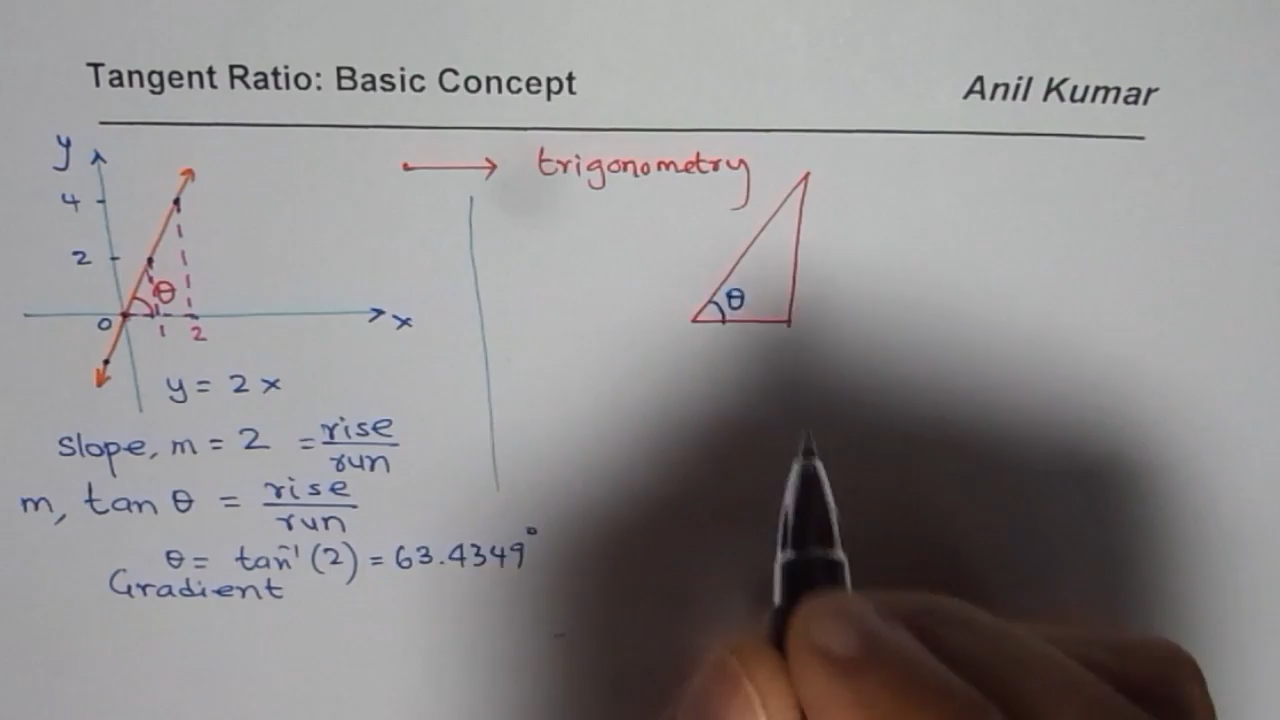 Tangent Ratio: Basic Concept
Anil Kumar
y
4
2
0
θ
1
2
x
y = 2x
Slope, m = 2 = rise/run
m, tan θ = rise/run
θ = tan⁻¹(2) = 63.4349°
Gradient
trigonometry
θ